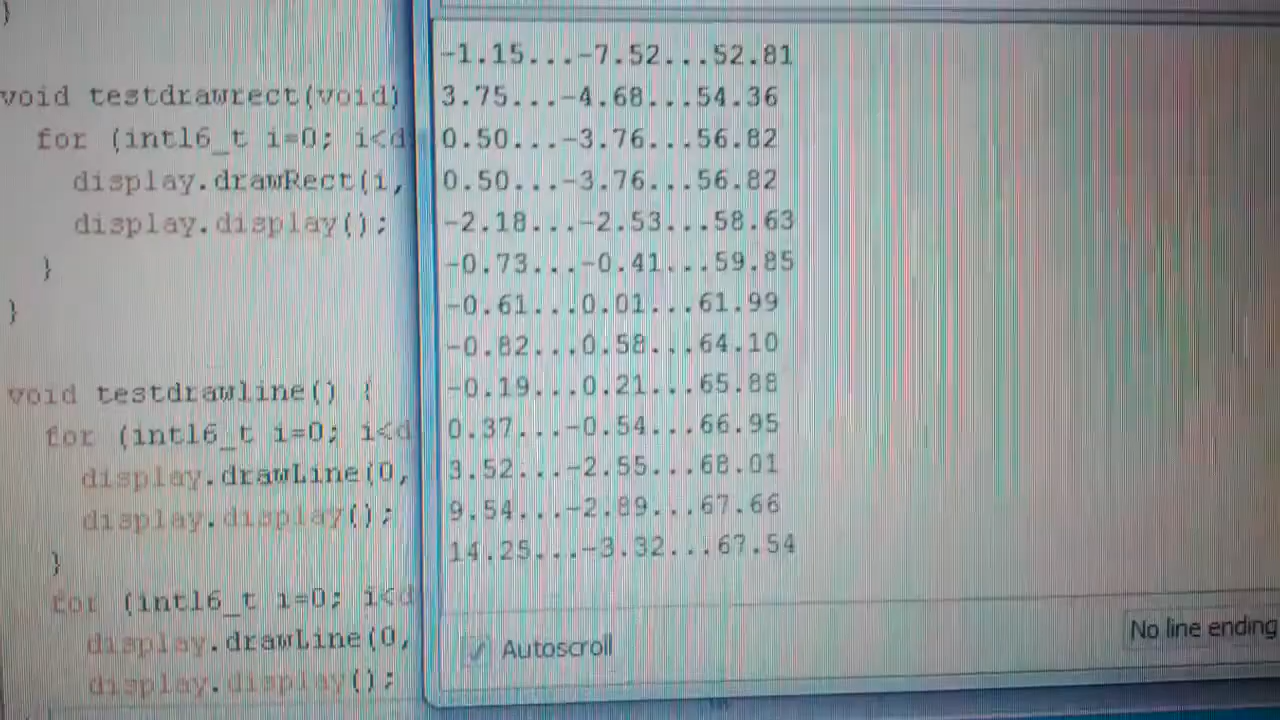 }
void testdrawrect(void)
for (int16_t i=0; i<d
display.drawRect(i,
display.display();
}
}
void testdrawline() {
for (int16_t i=0; i<d
display.drawLine(0,
display.display();
}
for (int16_t i=0; i<d
display.drawLine(0,
display.display();
}
-1.15...-7.52...52.81
3.75...-4.68...54.36
0.50...-3.76...56.82
0.50...-3.76...56.82
-2.18...-2.53...58.63
-0.73...-0.41...59.85
-0.61...0.01...61.99
-0.82...0.58...64.10
-0.19...0.21...65.88
0.37...-0.54...66.95
3.52...-2.55...68.01
9.54...-2.89...67.66
14.25...-3.32...67.54
Autoscroll
No line ending